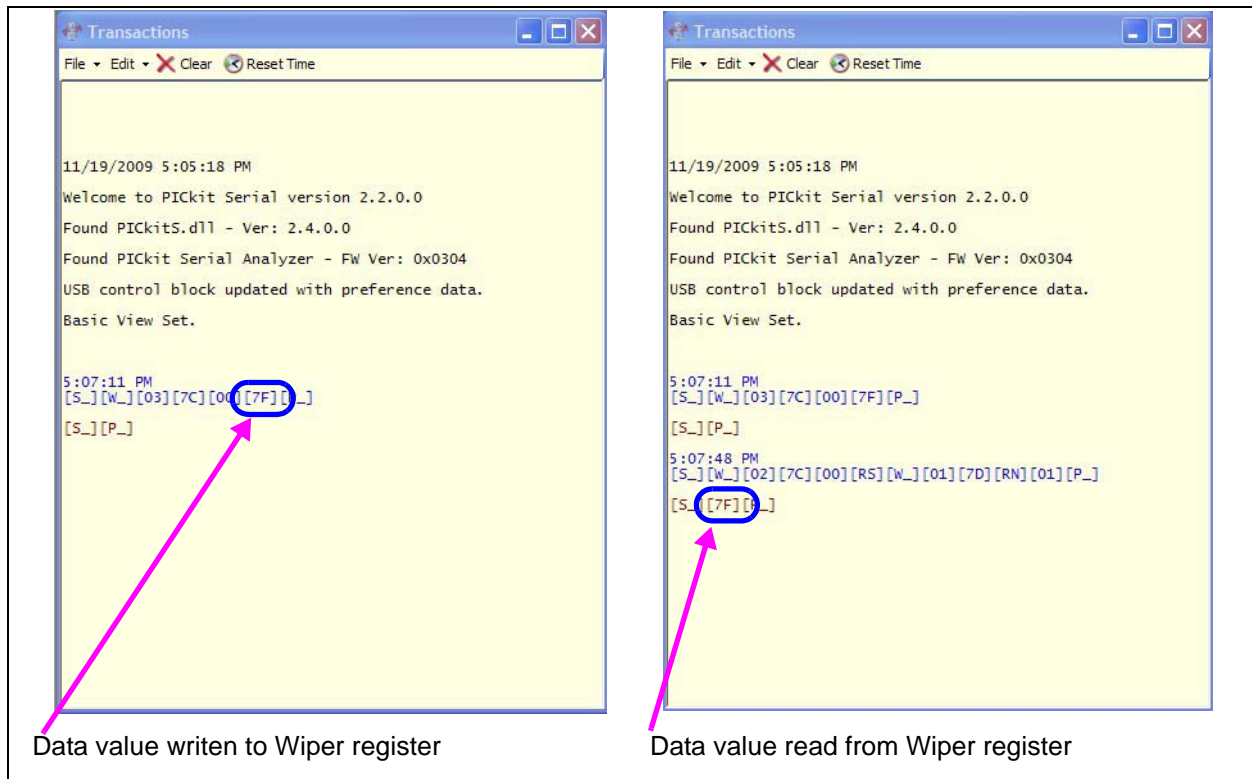 Transactions
File Edit Clear Reset Time
11/19/2009 5:05:18 PM
Welcome to PICkit Serial version 2.2.0.0
Found PICkitS.dll - Ver: 2.4.0.0
Found PICkit Serial Analyzer - FW Ver: 0x0304
USB control block updated with preference data.
Basic View Set.
5:07:11 PM
[S_][W_][03][7C][00][7F][P_]
[S_][P_]
Data value writen to Wiper register
Transactions
File Edit Clear Reset Time
11/19/2009 5:05:18 PM
Welcome to PICkit Serial version 2.2.0.0
Found PICkitS.dll - Ver: 2.4.0.0
Found PICkit Serial Analyzer - FW Ver: 0x0304
USB control block updated with preference data.
Basic View Set.
5:07:11 PM
[S_][W_][03][7C][00][7F][P_]
[S_][P_]
5:07:48 PM
[S_][W_][02][7C][00][RS][W_][01][7D][RN][01][P_]
[S_][7F][P_]
Data value read from Wiper register